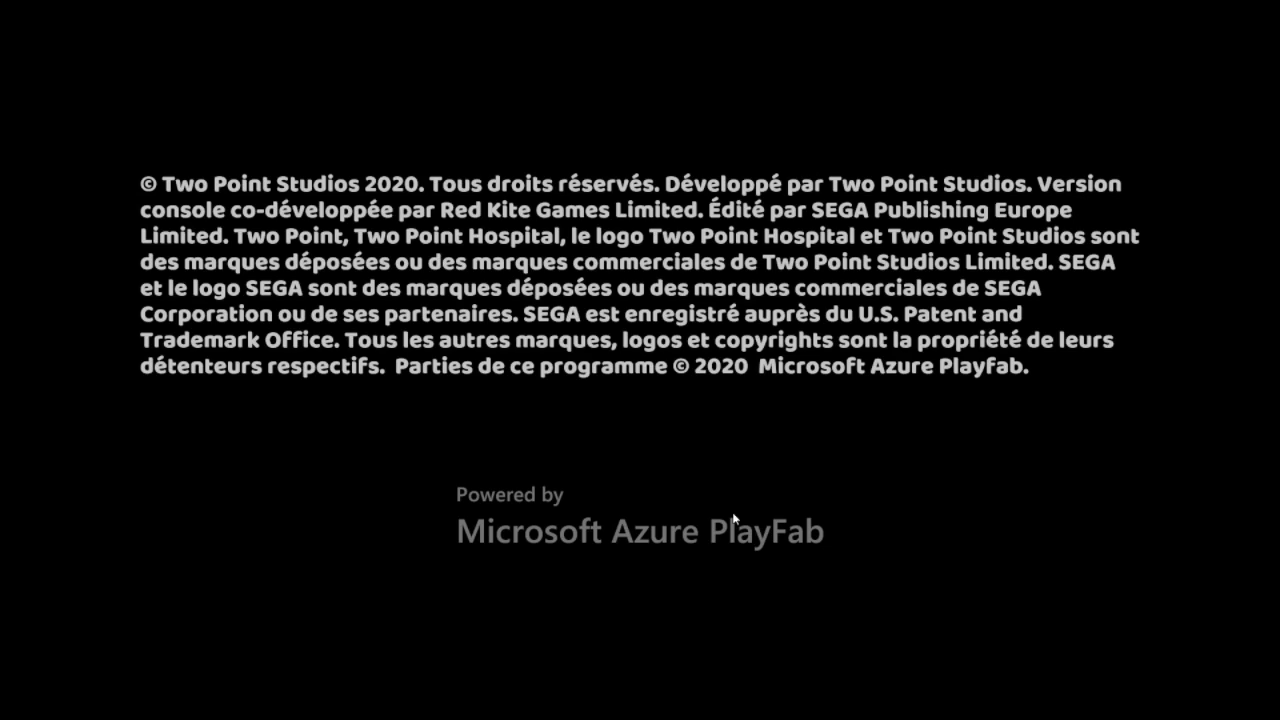 © Two Point Studios 2020. Tous droits réservés. Développé par Two Point Studios. Version
console co-développée par Red Kite Games Limited. Édité par SEGA Publishing Europe
Limited. Two Point, Two Point Hospital, le logo Two Point Hospital et Two Point Studios sont
des marques déposées ou des marques commerciales de Two Point Studios Limited. SEGA
et le logo SEGA sont des marques déposées ou des marques commerciales de SEGA
Corporation ou de ses partenaires. SEGA est enregistré auprès du U.S. Patent and
Trademark Office. Tous les autres marques, logos et copyrights sont la propriété de leurs
détenteurs respectifs.  Parties de ce programme © 2020  Microsoft Azure Playfab.
Powered by
Microsoft Azure PlayFab